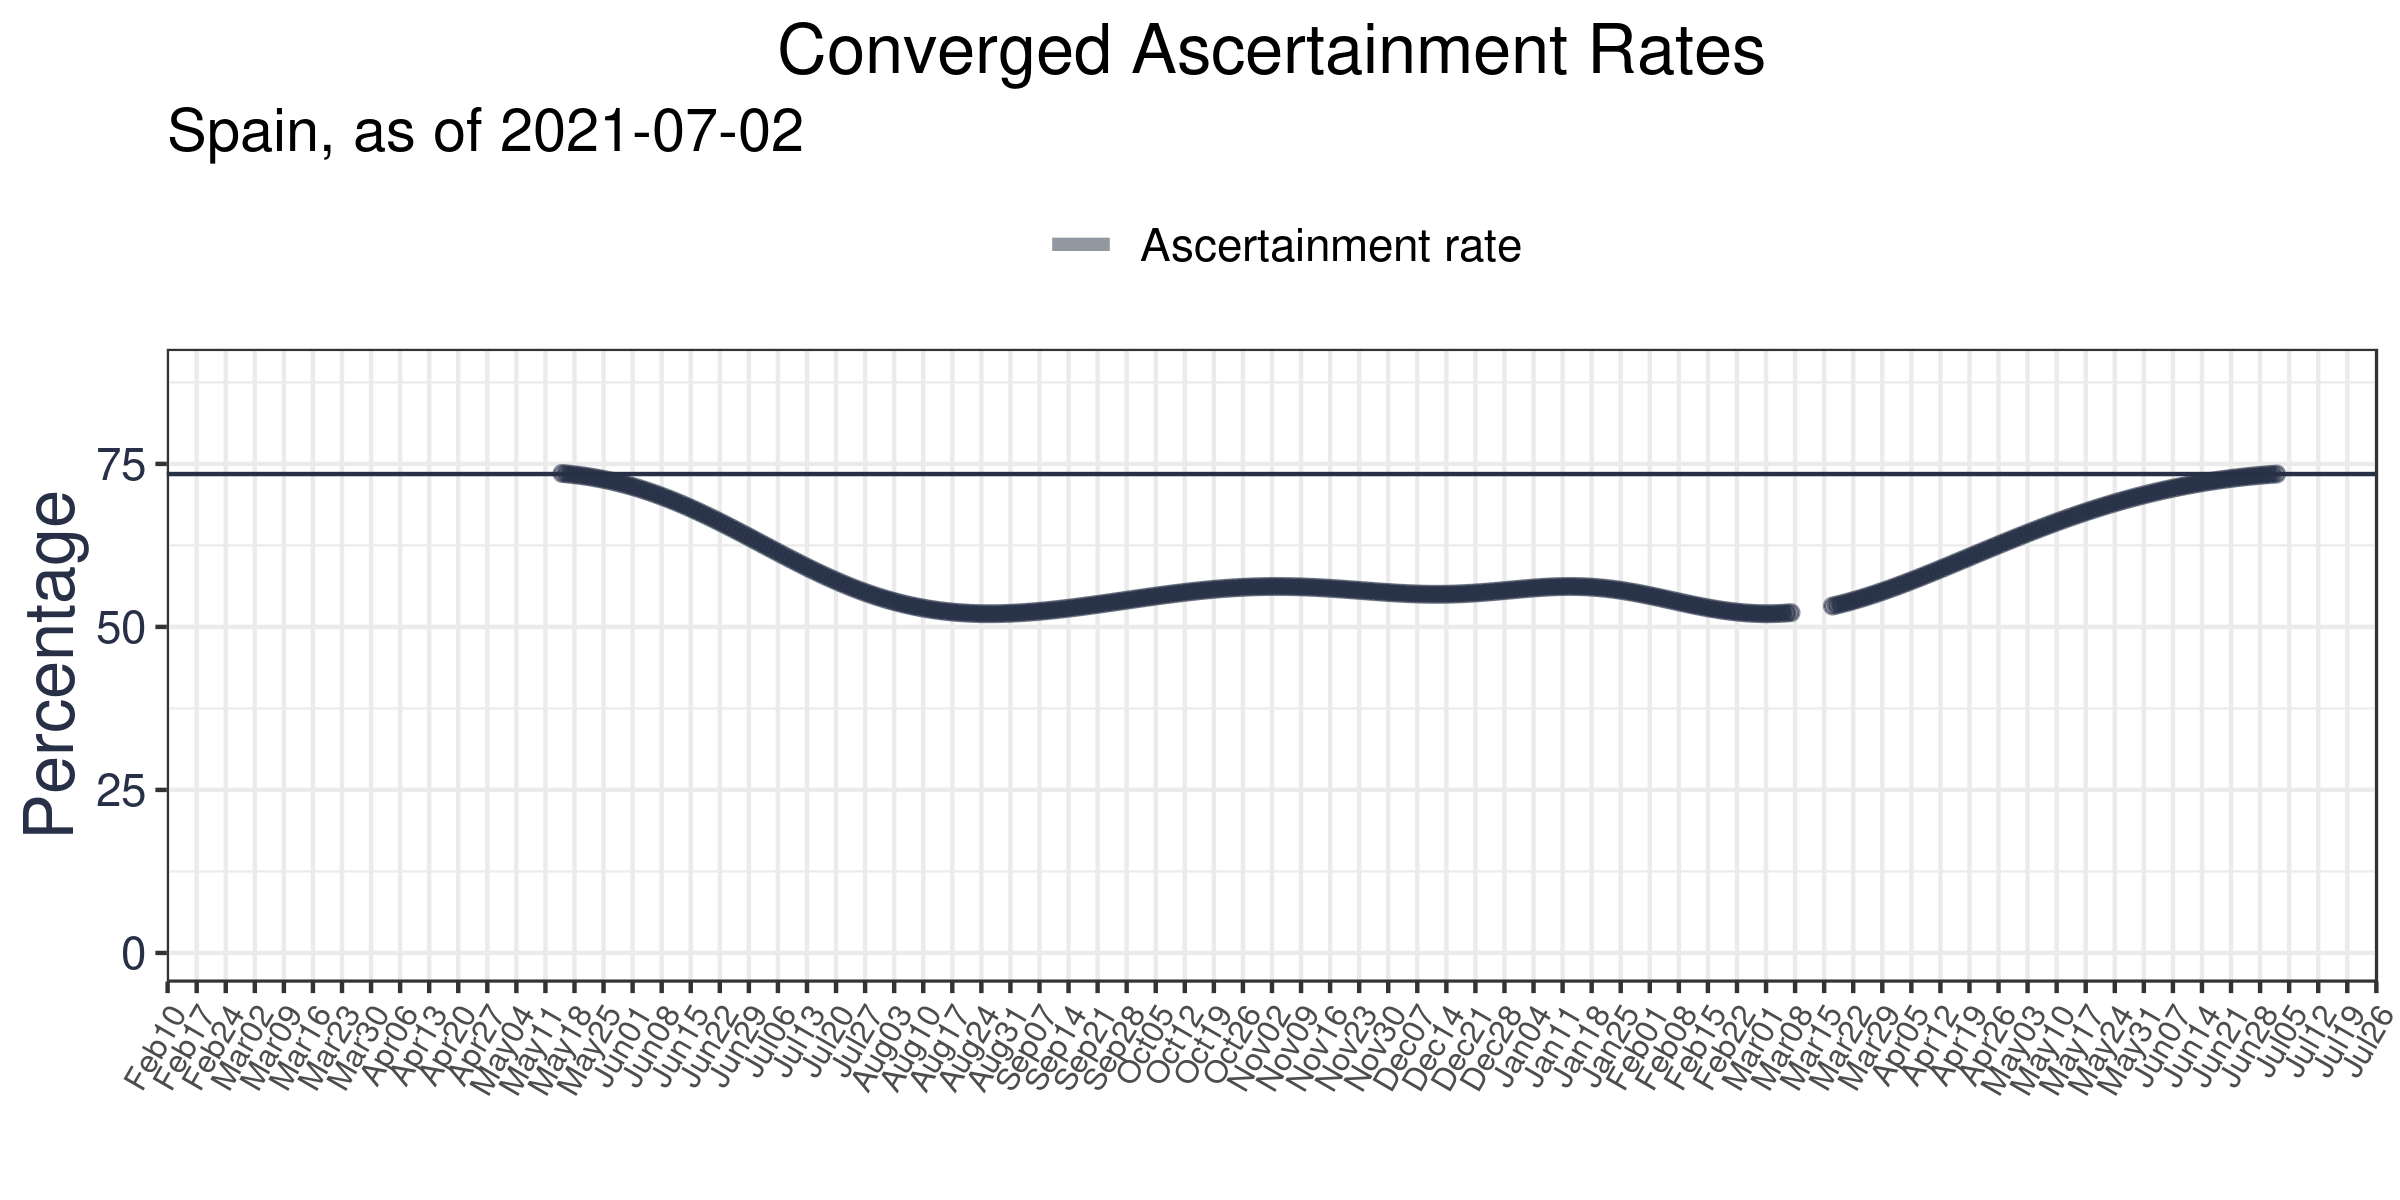 Converged Ascertainment Rates
Spain, as of 2021-07-02
Ascertainment rate
Percentage
75
50
25
0
Feb10 Feb17 Feb24 Mar02 Mar09 Mar16 Mar23 Mar30 Apr06 Apr13 Apr20 Apr27 May04 May11 May18 May25 Jun01 Jun08 Jun15 Jun22 Jun29 Jul06 Jul13 Jul20 Jul27 Aug03 Aug10 Aug17 Aug24 Aug31 Sep07 Sep14 Sep21 Sep28 Oct05 Oct12 Oct19 Oct26 Nov02 Nov09 Nov16 Nov23 Nov30 Dec07 Dec14 Dec21 Dec28 Jan04 Jan11 Jan18 Jan25 Feb01 Feb08 Feb15 Feb22 Mar01 Mar08 Mar15 Mar22 Mar29 Apr05 Apr12 Apr19 Apr26 May03 May10 May17 May24 May31 Jun07 Jun14 Jun21 Jun28 Jul05 Jul12 Jul19 Jul26